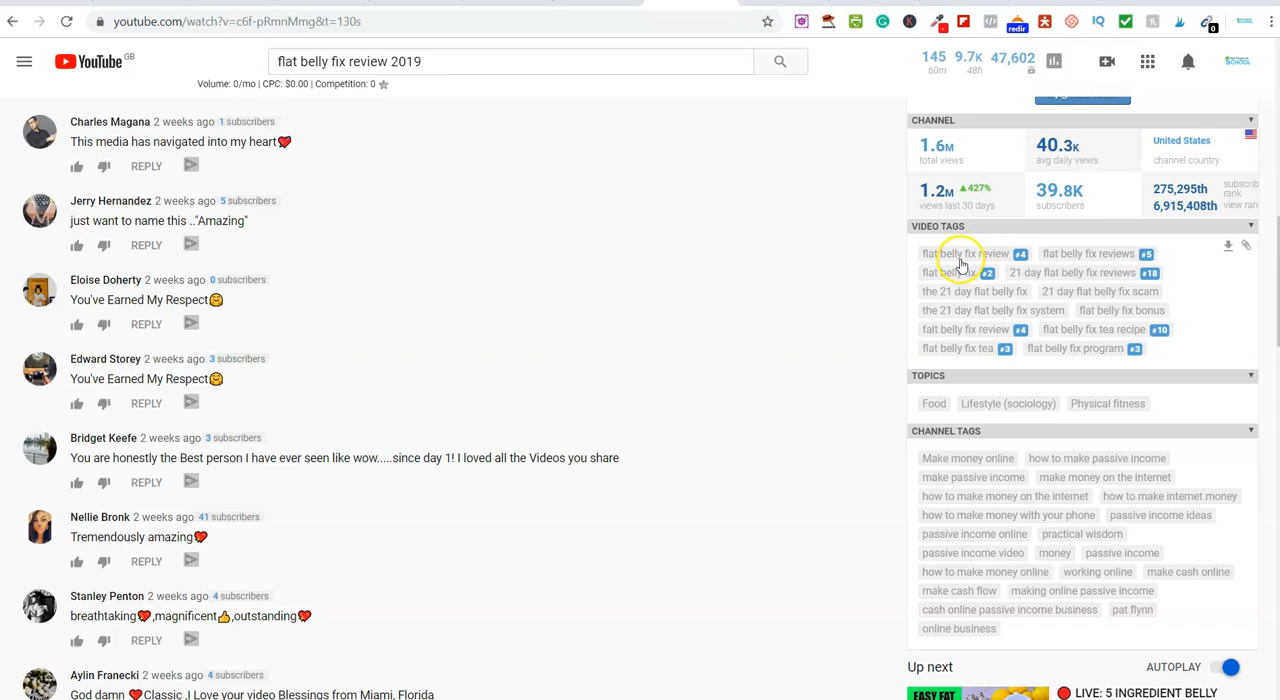 youtube.com/watch?v=c6f-pRmnMmg&t=130s
redir
IQ
0
YouTube GB
flat belly fix review 2019
145 9.7K 47,602
60m 48h
SCHOOL
Volume: 0/mo | CPC: $0.00 | Competition: 0
Charles Magana 2 weeks ago 1 subscribers
This media has navigated into my heart❤️
REPLY
Jerry Hernandez 2 weeks ago 5 subscribers
just want to name this .."Amazing"
REPLY
Eloise Doherty 2 weeks ago 0 subscribers
You've Earned My Respect🤗
REPLY
Edward Storey 2 weeks ago 3 subscribers
You've Earned My Respect🤗
REPLY
Bridget Keefe 2 weeks ago 3 subscribers
You are honestly the Best person I have ever seen like wow.....since day 1! I loved all the Videos you share
REPLY
Nellie Bronk 2 weeks ago 41 subscribers
Tremendously amazing❤️
REPLY
Stanley Penton 2 weeks ago 4 subscribers
breathtaking❤️,magnificent👍,outstanding❤️
REPLY
Aylin Franecki 2 weeks ago 4 subscribers
God damn ❤️Classic ,I Love your video Blessings from Miami, Florida
CHANNEL
1.6M 40.3K United States
total views avg daily views channel country
1.2M ▲427% 39.8K 275,295th subscrib rank
views last 30 days subscribers 6,915,408th view ran
VIDEO TAGS
flat belly fix review #4 flat belly fix reviews #5
flat belly fix #2 21 day flat belly fix reviews #18
the 21 day flat belly fix 21 day flat belly fix scam
the 21 day flat belly fix system flat belly fix bonus
falt belly fix review #4 flat belly fix tea recipe #10
flat belly fix tea #3 flat belly fix program #3
TOPICS
Food Lifestyle (sociology) Physical fitness
CHANNEL TAGS
Make money online how to make passive income
make passive income make money on the internet
how to make money on the internet how to make internet money
how to make money with your phone passive income ideas
passive income online practical wisdom
passive income video money passive income
how to make money online working online make cash online
make cash flow making online passive income
cash online passive income business pat flynn
online business
Up next AUTOPLAY
EASY FAT
LIVE: 5 INGREDIENT BELLY